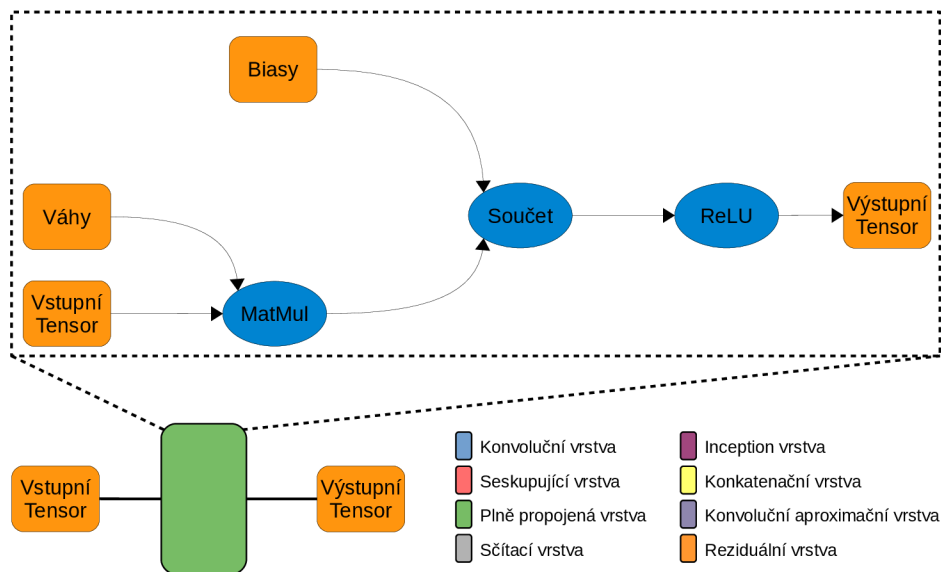 Biasy
Váhy
Součet
ReLU
Výstupní
Tensor
Vstupní
Tensor
MatMul
Vstupní
Tensor
Výstupní
Tensor
Konvoluční vrstva
Seskupující vrstva
Plně propojená vrstva
Sčítací vrstva
Inception vrstva
Konkatenační vrstva
Konvoluční aproximační vrstva
Reziduální vrstva